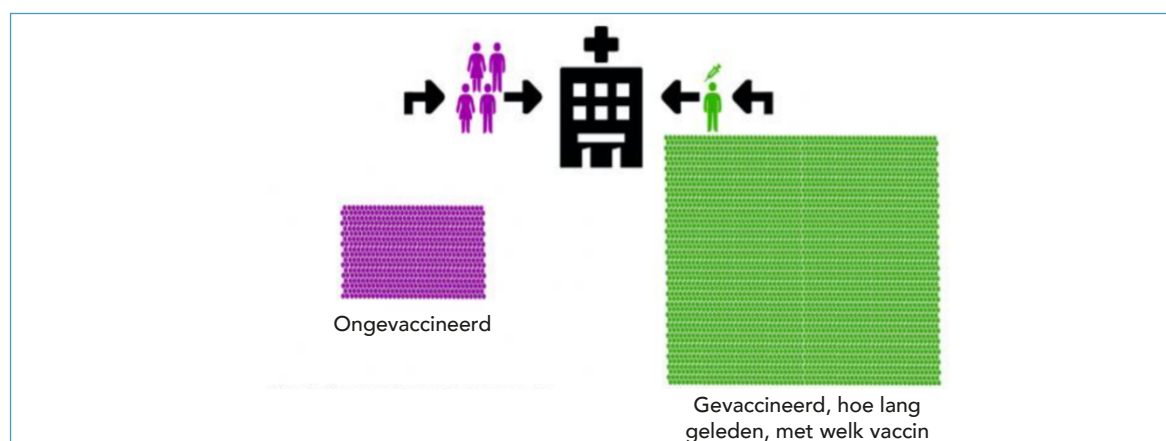 Ongevaccineerd
Gevaccineerd, hoe lang
geleden, met welk vaccin